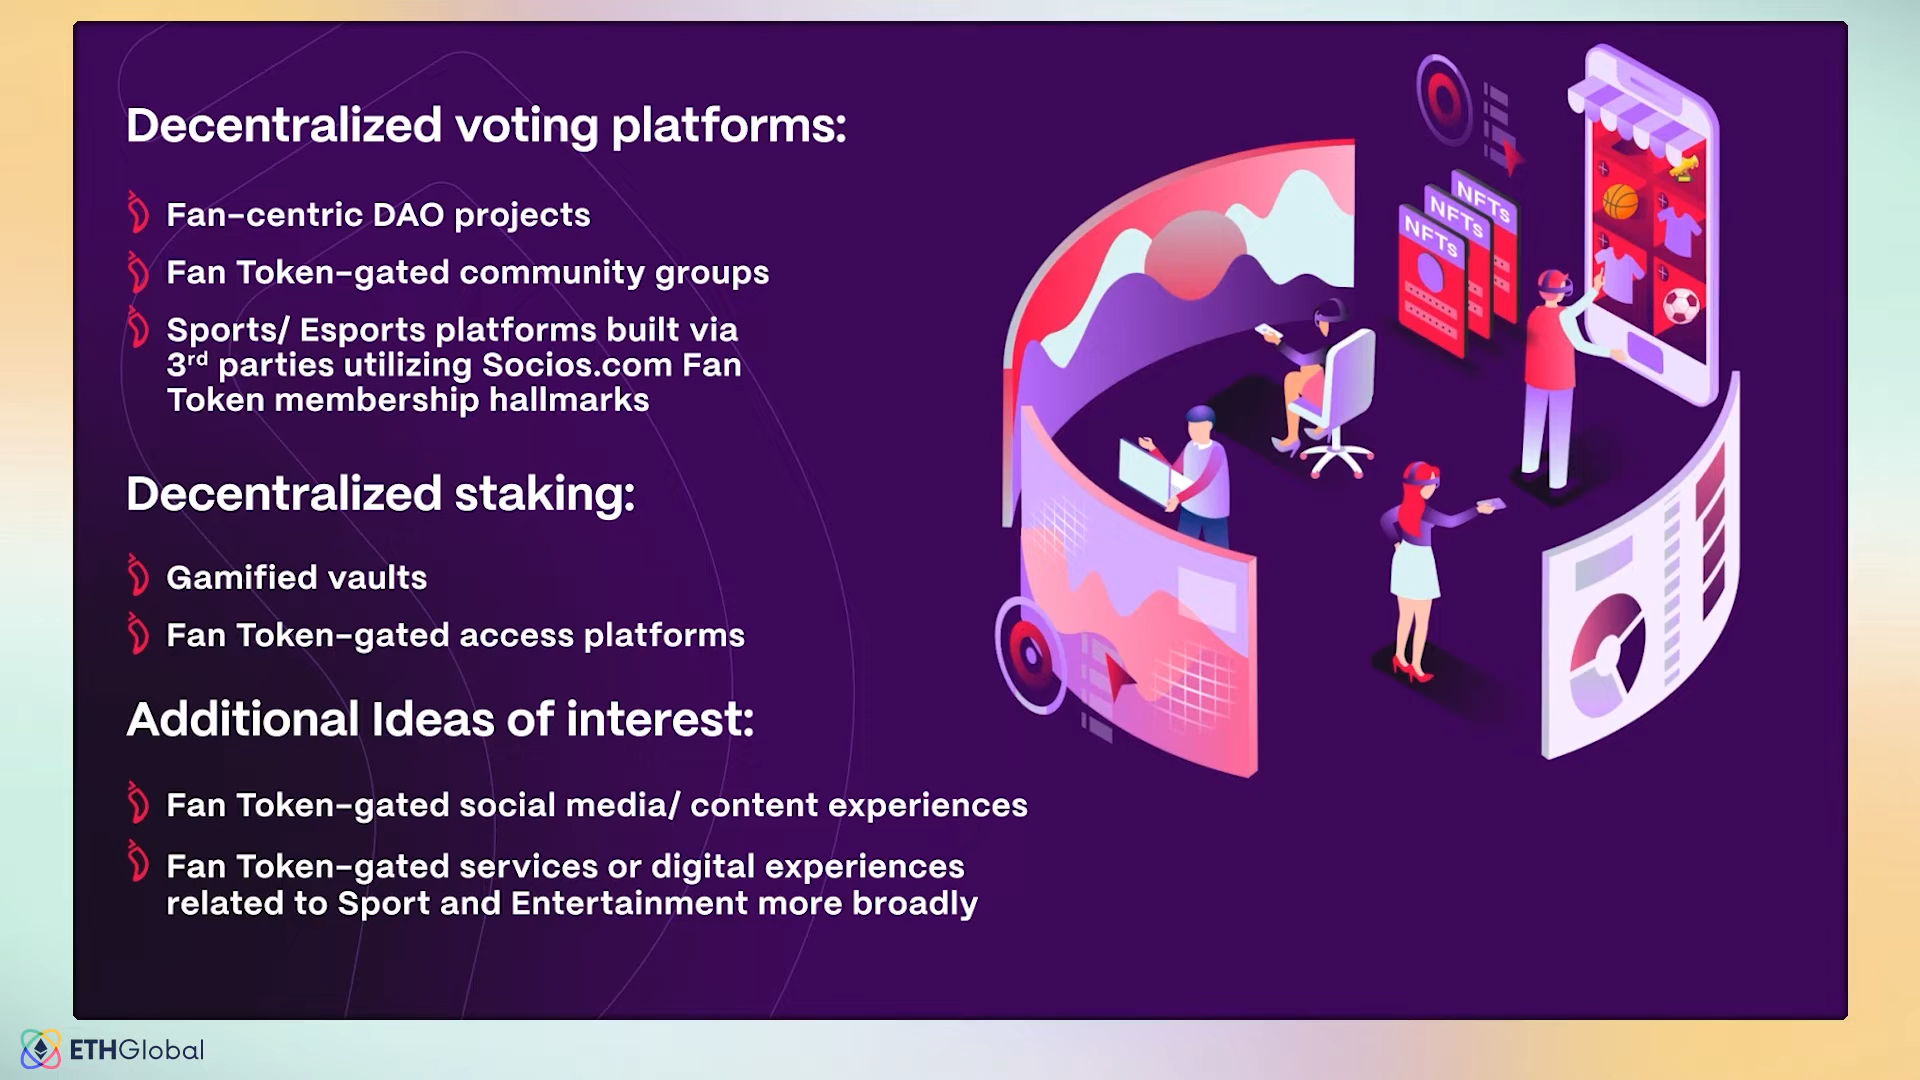 Decentralized voting platforms:
Fan-centric DAO projects
Fan Token-gated community groups
Sports/ Esports platforms built via
3rd parties utilizing Socios.com Fan
Token membership hallmarks
Decentralized staking:
Gamified vaults
Fan Token-gated access platforms
Additional Ideas of interest:
Fan Token-gated social media/ content experiences
Fan Token-gated services or digital experiences
related to Sport and Entertainment more broadly
NFTs
NFTs
NFTs
ETHGlobal